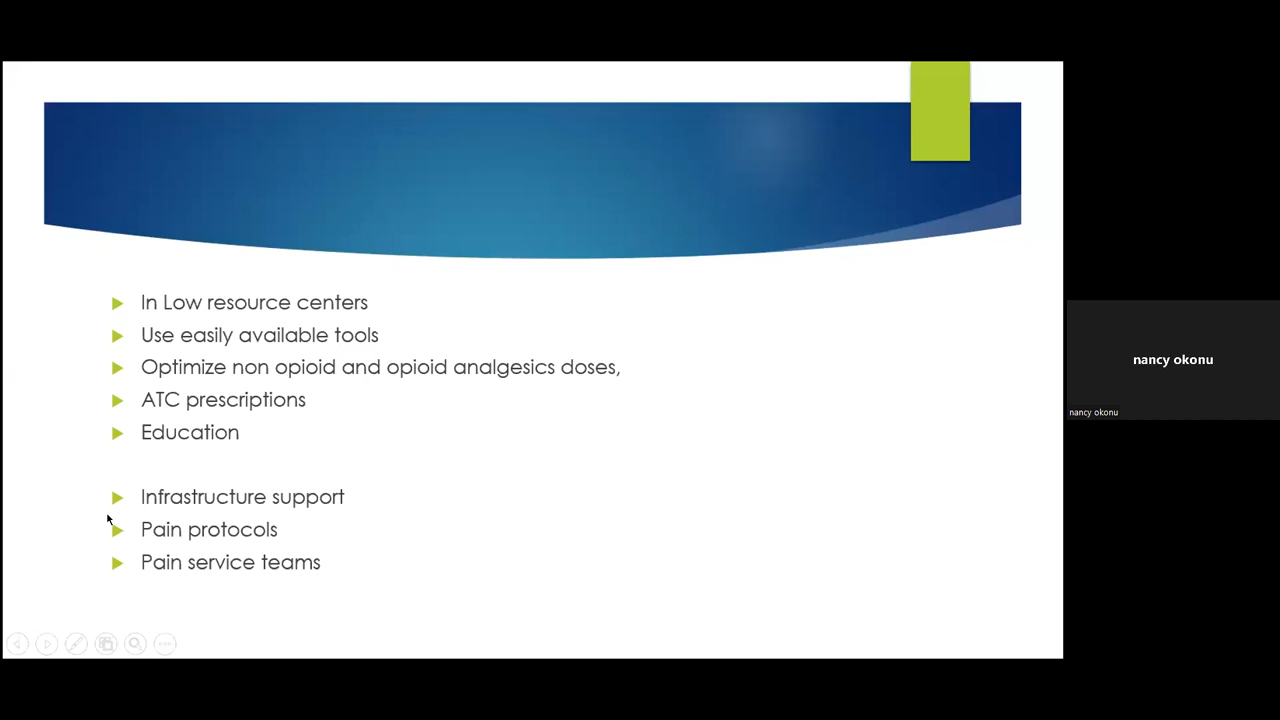 In Low resource centers
Use easily available tools
Optimize non opioid and opioid analgesics doses,
ATC prescriptions
Education
Infrastructure support
Pain protocols
Pain service teams
nancy okonu
nancy okonu